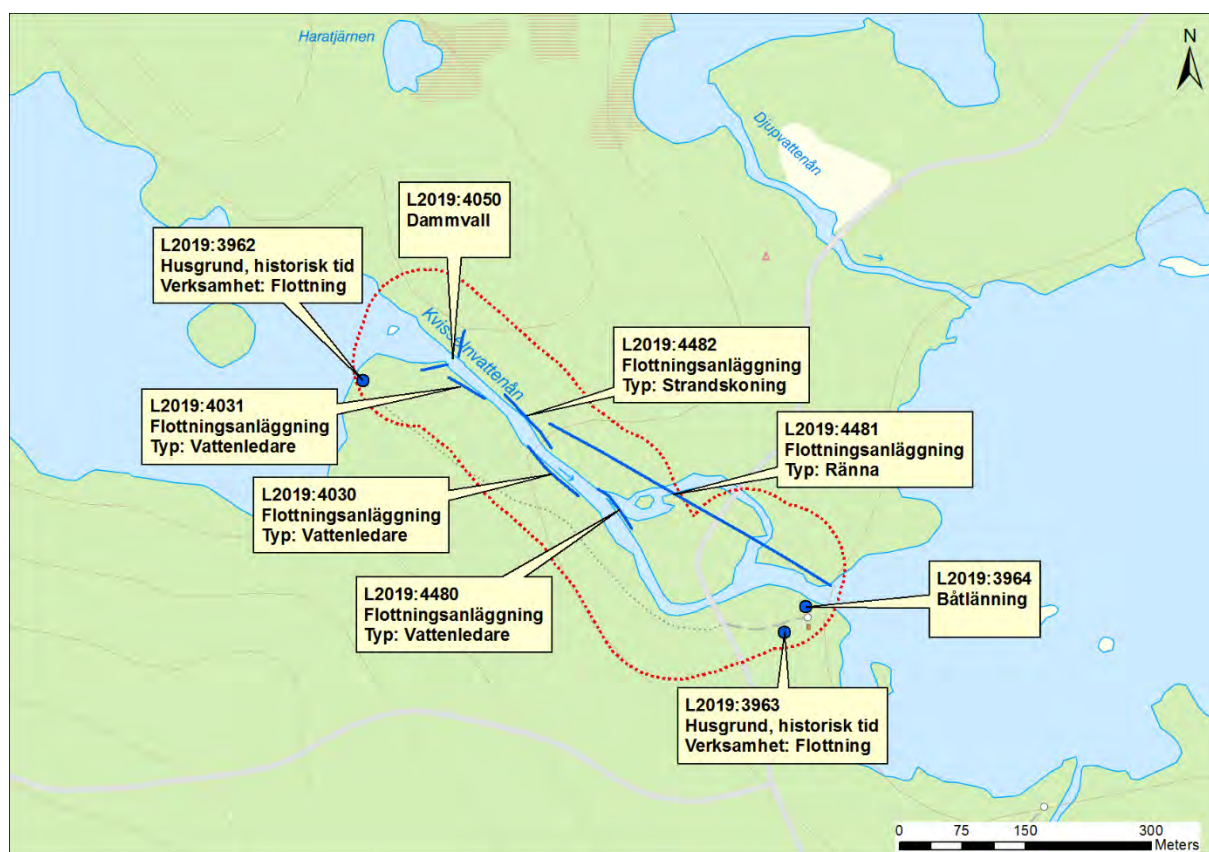 Haratjärnen
N
Djupvattenån
L2019:4050
Dammvall
L2019:3962
Husgrund, historisk tid
Verksamhet: Flottning
L2019:4482
Flottningsanläggning
Typ: Strandskoning
L2019:4031
Flottningsanläggning
Typ: Vattenledare
L2019:4481
Flottningsanläggning
Typ: Ränna
L2019:4030
Flottningsanläggning
Typ: Vattenledare
L2019:3964
Båtlänning
L2019:4480
Flottningsanläggning
Typ: Vattenledare
L2019:3963
Husgrund, historisk tid
Verksamhet: Flottning
0 75 150 300
Meters